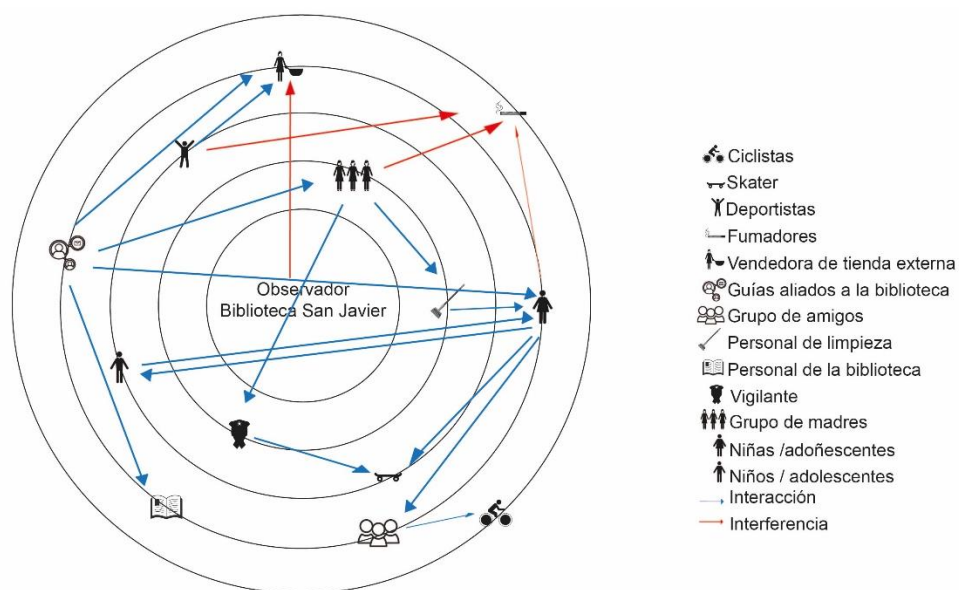 Observador
Biblioteca San Javier
Ciclistas
Skater
Deportistas
Fumadores
Vendedora de tienda externa
Guías aliados a la biblioteca
Grupo de amigos
Personal de limpieza
Personal de la biblioteca
Vigilante
Grupo de madres
Niñas /adoñescentes
Niños / adolescentes
Interacción
Interferencia